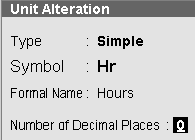 Unit Alteration
Type : Simple
Symbol : Hr
Formal Name : Hours
Number of Decimal Places : 0